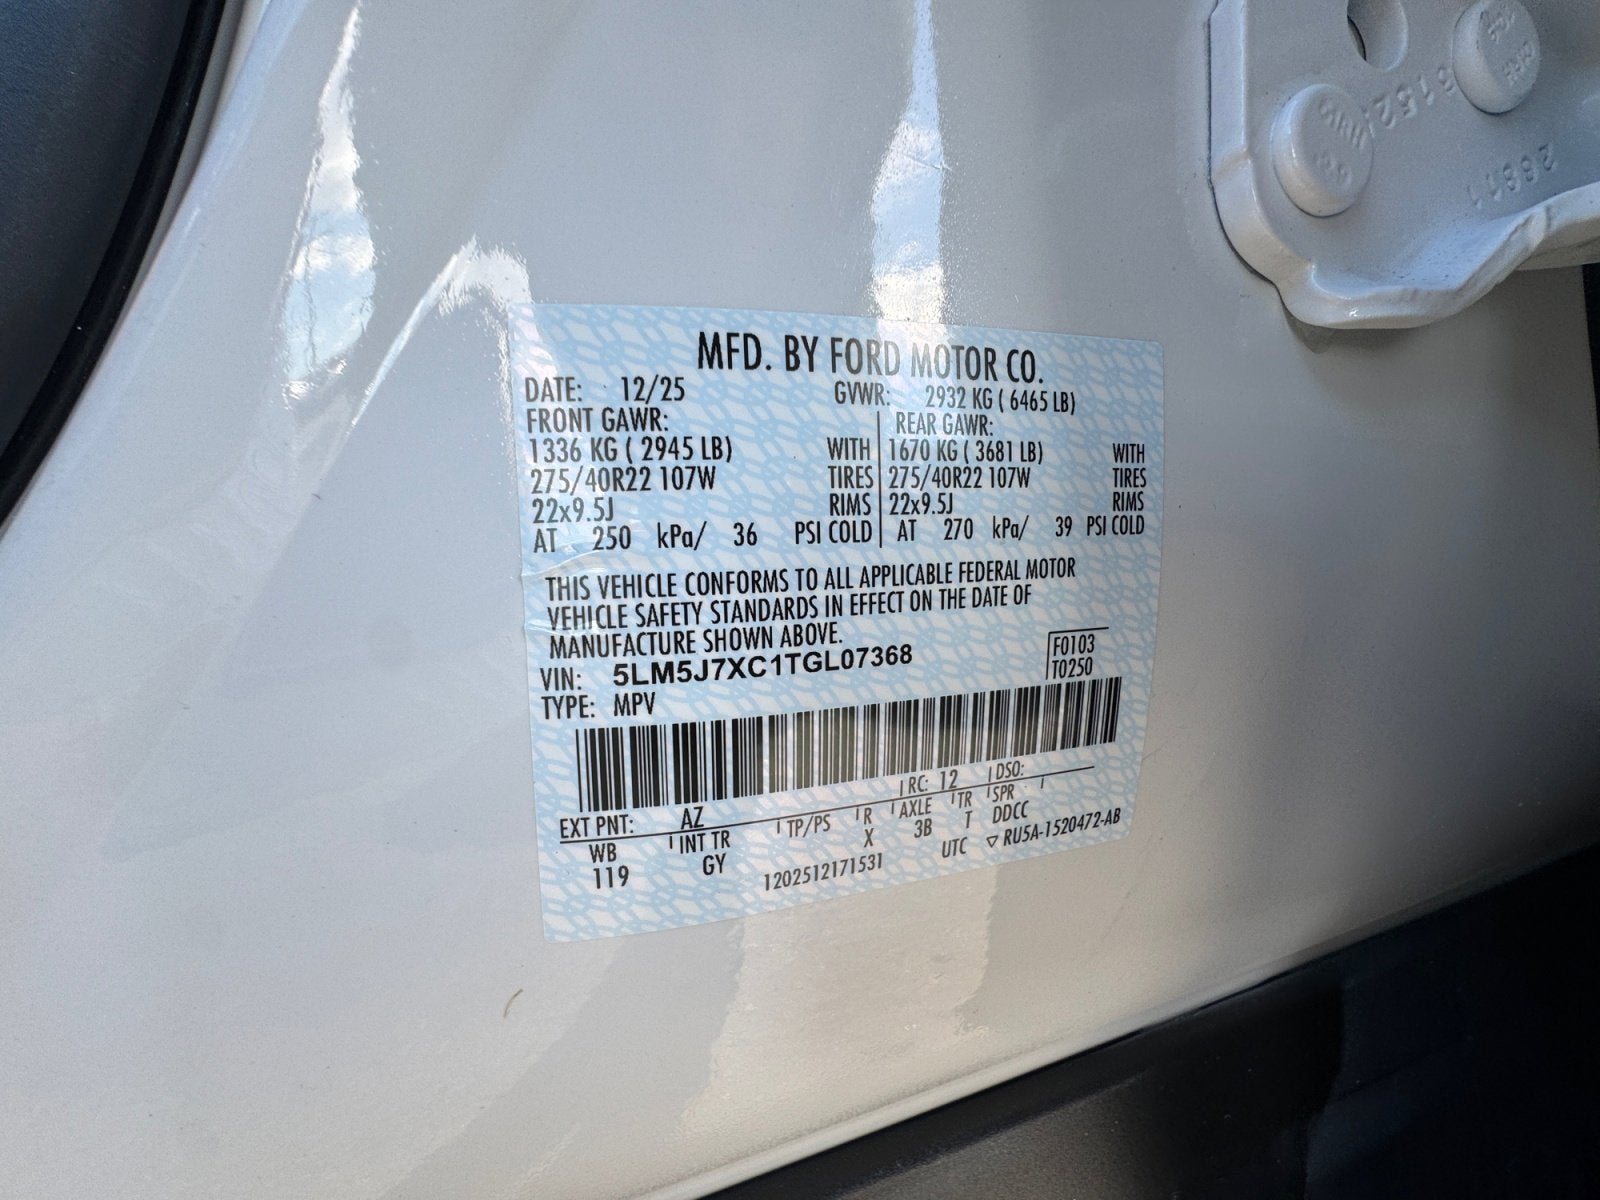 MFD. BY FORD MOTOR CO.
DATE: 12/25 GVWR: 2932 KG ( 6465 LB)
FRONT GAWR: REAR GAWR:
1336 KG ( 2945 LB) WITH 1670 KG ( 3681 LB) WITH
275/40R22 107W TIRES 275/40R22 107W TIRES
22x9.5J RIMS 22x9.5J RIMS
AT 250 kPa/ 36 PSI COLD AT 270 kPa/ 39 PSI COLD
THIS VEHICLE CONFORMS TO ALL APPLICABLE FEDERAL MOTOR
VEHICLE SAFETY STANDARDS IN EFFECT ON THE DATE OF
MANUFACTURE SHOWN ABOVE.
VIN: 5LM5J7XC1TGL07368 F0103
TYPE: MPV T0250
EXT PNT: AZ RC: 12 DSO:
WB INT TR TP/PS R AXLE TR SPR
119 GY X 3B T DDCC
1202512171531 UTC ▽ RU5A-1520472-AB
26811